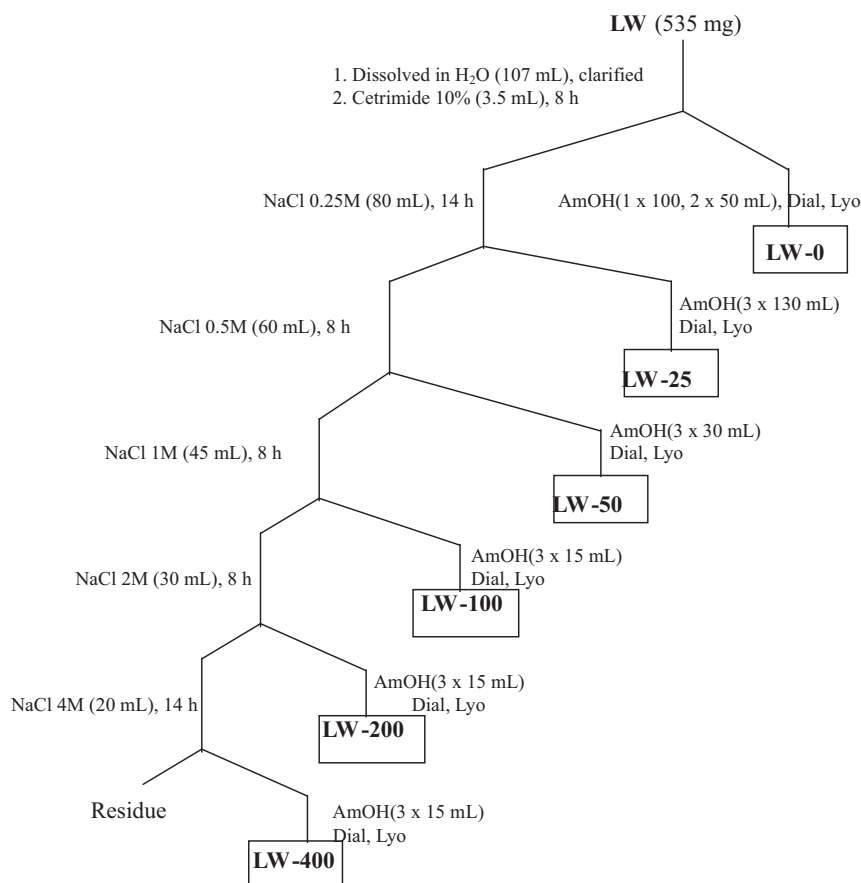 LW (535 mg)
1. Dissolved in H₂O (107 mL), clarified
2. Cetrimide 10% (3.5 mL), 8 h
NaCl 0.25M (80 mL), 14 h
AmOH(1 x 100, 2 x 50 mL), Dial, Lyo
LW-0
NaCl 0.5M (60 mL), 8 h
AmOH(3 x 130 mL)
Dial, Lyo
LW-25
NaCl 1M (45 mL), 8 h
AmOH(3 x 30 mL)
Dial, Lyo
LW-50
NaCl 2M (30 mL), 8 h
AmOH(3 x 15 mL)
Dial, Lyo
LW-100
NaCl 4M (20 mL), 14 h
AmOH(3 x 15 mL)
Dial, Lyo
LW-200
Residue
AmOH(3 x 15 mL)
Dial, Lyo
LW-400